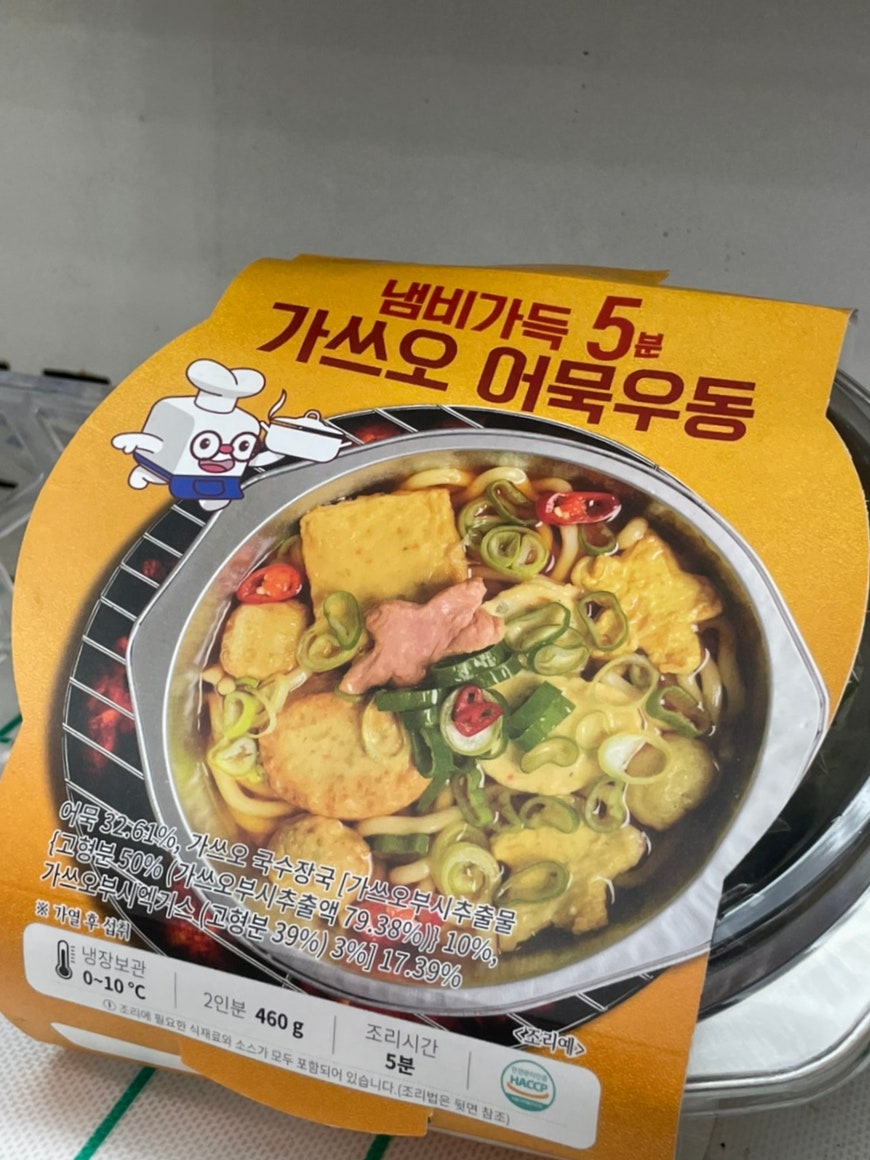 냄비가득 5분
가쓰오 어묵우동
어묵 32.61%, 가쓰오 국수장국 [가쓰오부시추출물
{고형분 50% (가쓰오부시추출액 79.38%)} 10%,
가쓰오부시엑기스 (고형분 39%) 3%] 17.39%
※ 가열 후 섭취
<조리예>
냉장보관
0~10 ℃
2인분 460 g
조리시간
5분
① 조리에 필요한 식재료와 소스가 모두 포함되어 있습니다.(조리법은 뒷면 참조)
HACCP